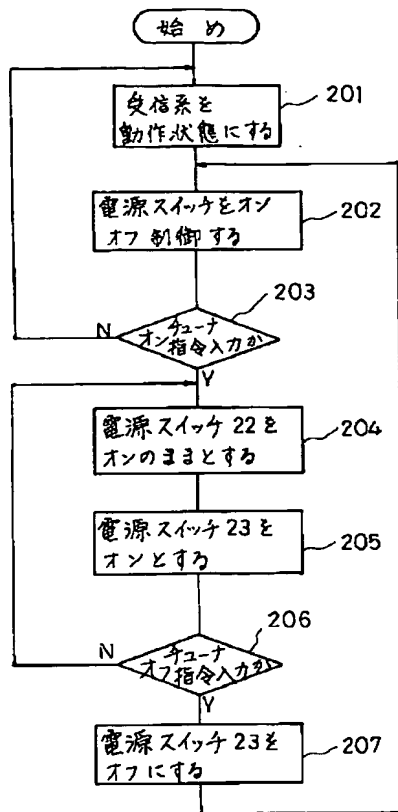 始め
受信系を
動作状態にする
201
電源スイッチをオン
オフ制御する
202
203
チューナ
オン指令入力か
N
Y
電源スイッチ22を
オンのままとする
204
電源スイッチ23を
オンとする
205
206
チューナ
オフ指令入力か
N
Y
電源スイッチ23を
オフにする
207